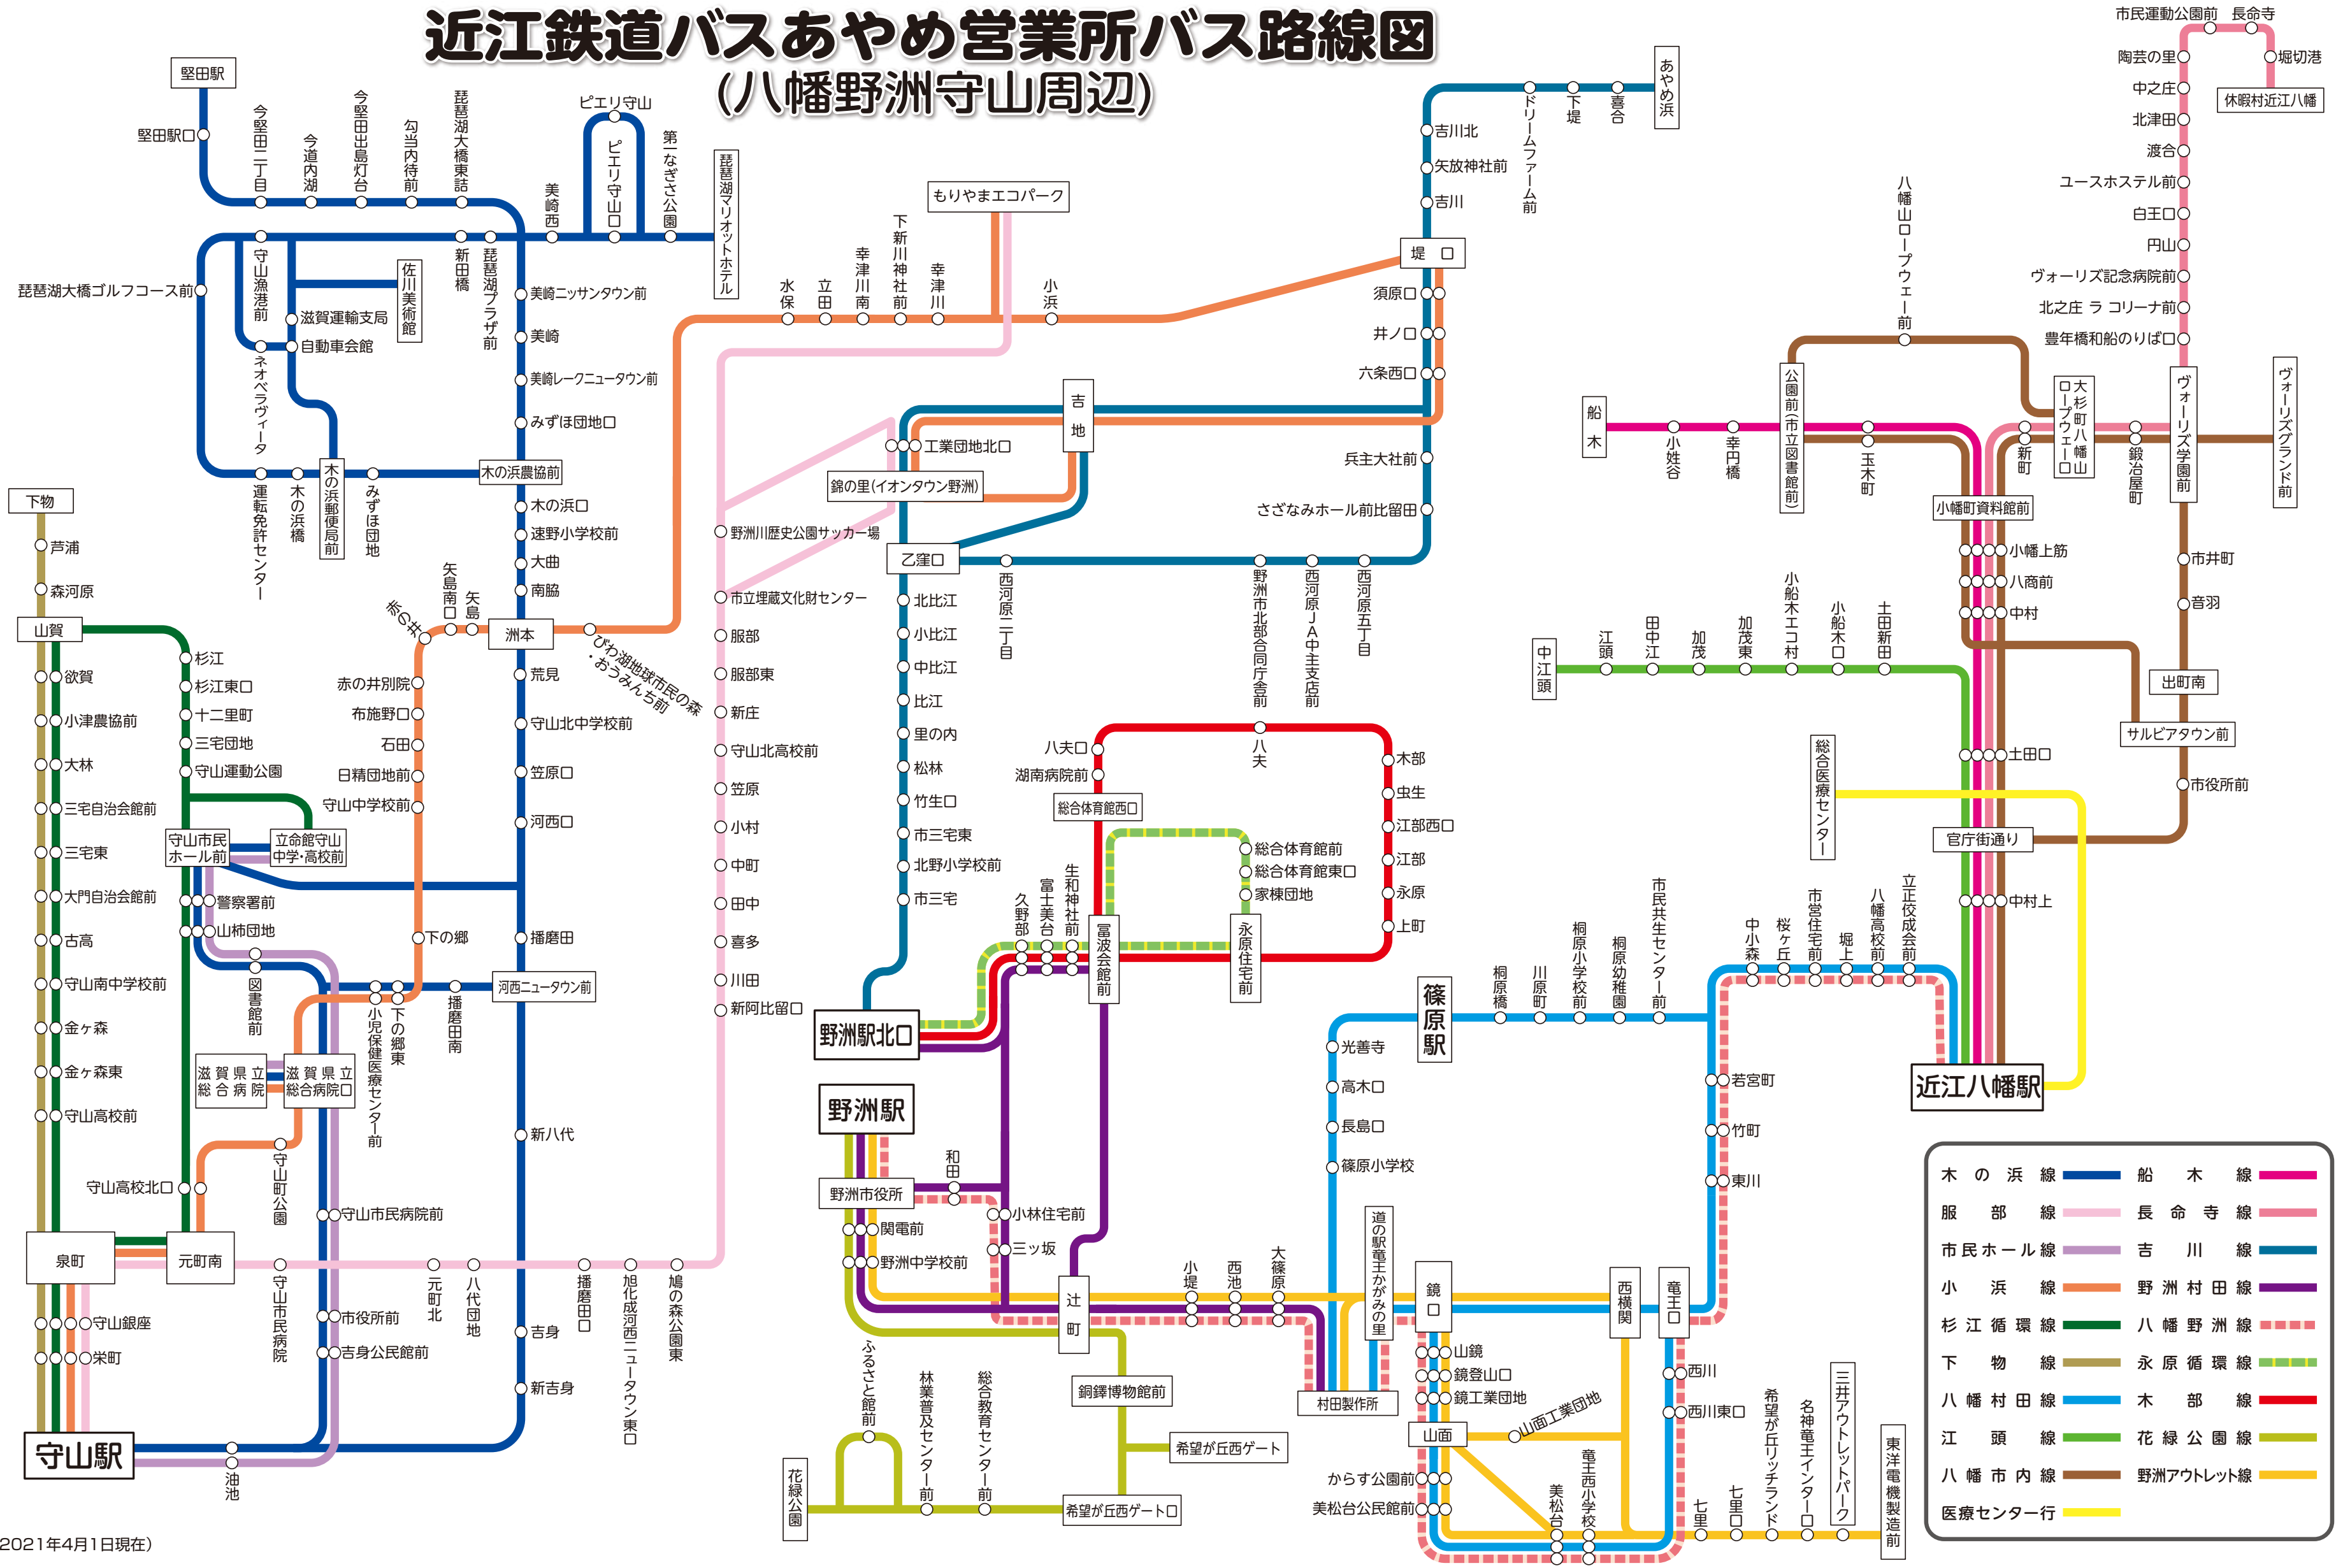 近江鉄道バスあやめ営業所バス路線図
(八幡野洲守山周辺)
堅田駅
堅田駅口
今堅田二丁目
今道内湖
今堅田出島灯台
勾当内待前
琵琶湖大橋東詰
ピエリ守山
ピエリ守山口
美崎西
第一なぎさ公園
琵琶湖マリオットホテル
琵琶湖大橋ゴルフコース前
守山漁港前
新田橋
琵琶湖プラザ前
佐川美術館
滋賀運輸支局
自動車会館
ネオベラヴィータ
美崎ニッサンタウン前
美崎
美崎レークニュータウン前
みずほ団地口
運転免許センター
木の浜橋
木の浜郵便局前
みずほ団地
木の浜農協前
木の浜口
速野小学校前
大曲
南脇
洲本
荒見
守山北中学校前
笠原口
河西口
播磨田
河西ニュータウン前
新八代
吉身
新吉身
下物
芦浦
森河原
山賀
欲賀
小津農協前
大林
三宅自治会館前
三宅東
大門自治会館前
古高
守山南中学校前
金ヶ森
金ヶ森東
守山高校前
泉町
守山銀座
栄町
守山駅
杉江
杉江東口
十二里町
三宅団地
守山運動公園
守山市民
ホール前
立命館守山
中学・高校前
警察署前
山柿団地
図書館前
滋賀県立
総合病院
滋賀県立
総合病院口
守山町公園
守山高校北口
元町南
守山市民病院前
市役所前
吉身公民館前
油池
赤の井
矢島南口
矢島
赤の井別院
布施野口
石田
日精団地前
守山中学校前
下の郷
小児保健医療センター前
下の郷東
播磨田南
びわ湖地球市民の森
・おうみんち前
守山市民病院
元町北
八代団地
播磨田口
旭化成河西ニュータウン東口
鳩の森公園東
水保
立田
幸津川南
下新川神社前
幸津川
小浜
もりやまエコパーク
野洲川歴史公園サッカー場
市立埋蔵文化財センター
服部
服部東
新庄
守山北高校前
笠原
小村
中町
田中
喜多
川田
新阿比留口
あやめ浜
喜合
下堤
ドリームファーム前
吉川北
矢放神社前
吉川
堤口
須原口
井ノ口
六条西口
兵主大社前
さざなみホール前比留田
吉地
工業団地北口
錦の里(イオンタウン野洲)
乙窪口
西河原二丁目
野洲市北部合同庁舎前
西河原JA中主支店前
西河原五丁目
北比江
小比江
中比江
比江
里の内
松林
竹生口
市三宅東
北野小学校前
市三宅
野洲駅北口
久野部
冨士美台
生和神社前
冨波会館前
八夫口
湖南病院前
総合体育館西口
八夫
木部
虫生
江部西口
江部
永原
上町
総合体育館前
総合体育館東口
家棟団地
永原住宅前
野洲駅
野洲市役所
和田
関電前
野洲中学校前
小林住宅前
三ッ坂
辻町
小堤
西池
大篠原
村田製作所
道の駅竜王かがみの里
鏡口
西横関
竜王口
山鏡
鏡登山口
鏡工業団地
山面
山面工業団地
からす公園前
美松台公民館前
美松台
竜王西小学校
西川
西川東口
七里
七里口
希望が丘リッチランド
名神竜王インター口
三井アウトレットパーク
東洋電機製造前
銅鐸博物館前
希望が丘西ゲート
希望が丘西ゲート口
総合教育センター前
林業普及センター前
ふるさと館前
花緑公園
篠原駅
光善寺
高木口
長島口
篠原小学校
桐原橋
川原町
桐原小学校前
桐原幼稚園
市民共生センター前
中小森
桜ヶ丘
市営住宅前
堀上
八幡高校前
立正佼成会前
若宮町
竹町
東川
近江八幡駅
市民運動公園前
長命寺
堀切港
休暇村近江八幡
陶芸の里
中之庄
北津田
渡合
ユースホステル前
白王口
円山
ヴォーリズ記念病院前
北之庄 ラ コリーナ前
豊年橋和船のりば口
八幡山ロープウェー前
船木
小姓谷
幸円橋
公園前(市立図書館前)
玉木町
新町
大杉町八幡山
ロープウェー口
鍛冶屋町
ヴォーリズ学園前
ヴォーリズグランド前
小幡町資料館前
小幡上筋
八商前
中村
市井町
音羽
出町南
サルビアタウン前
市役所前
土田口
官庁街通り
中村上
中江頭
江頭
田中江
加茂
加茂東
小船木エコ村
小船木口
土田新田
総合医療センター
木の浜線
服部線
市民ホール線
小浜線
杉江循環線
下物線
八幡村田線
江頭線
八幡市内線
医療センター行
船木線
長命寺線
吉川線
野洲村田線
八幡野洲線
永原循環線
木部線
花緑公園線
野洲アウトレット線
2021年4月1日現在)